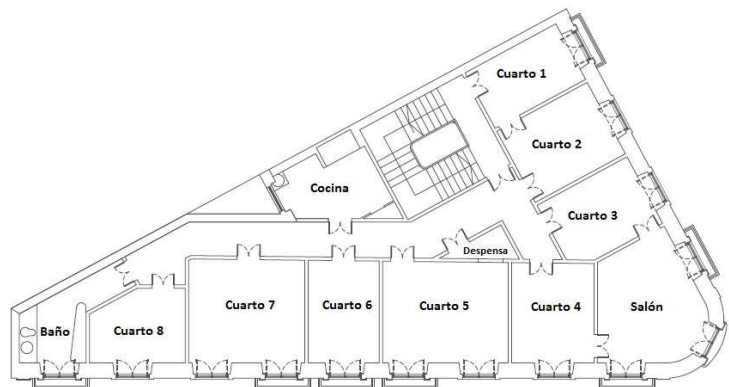 Cuarto 1
Cuarto 2
Cocina
Cuarto 3
Despensa
Cuarto 7
Cuarto 6
Cuarto 5
Cuarto 4
Salón
Baño
Cuarto 8